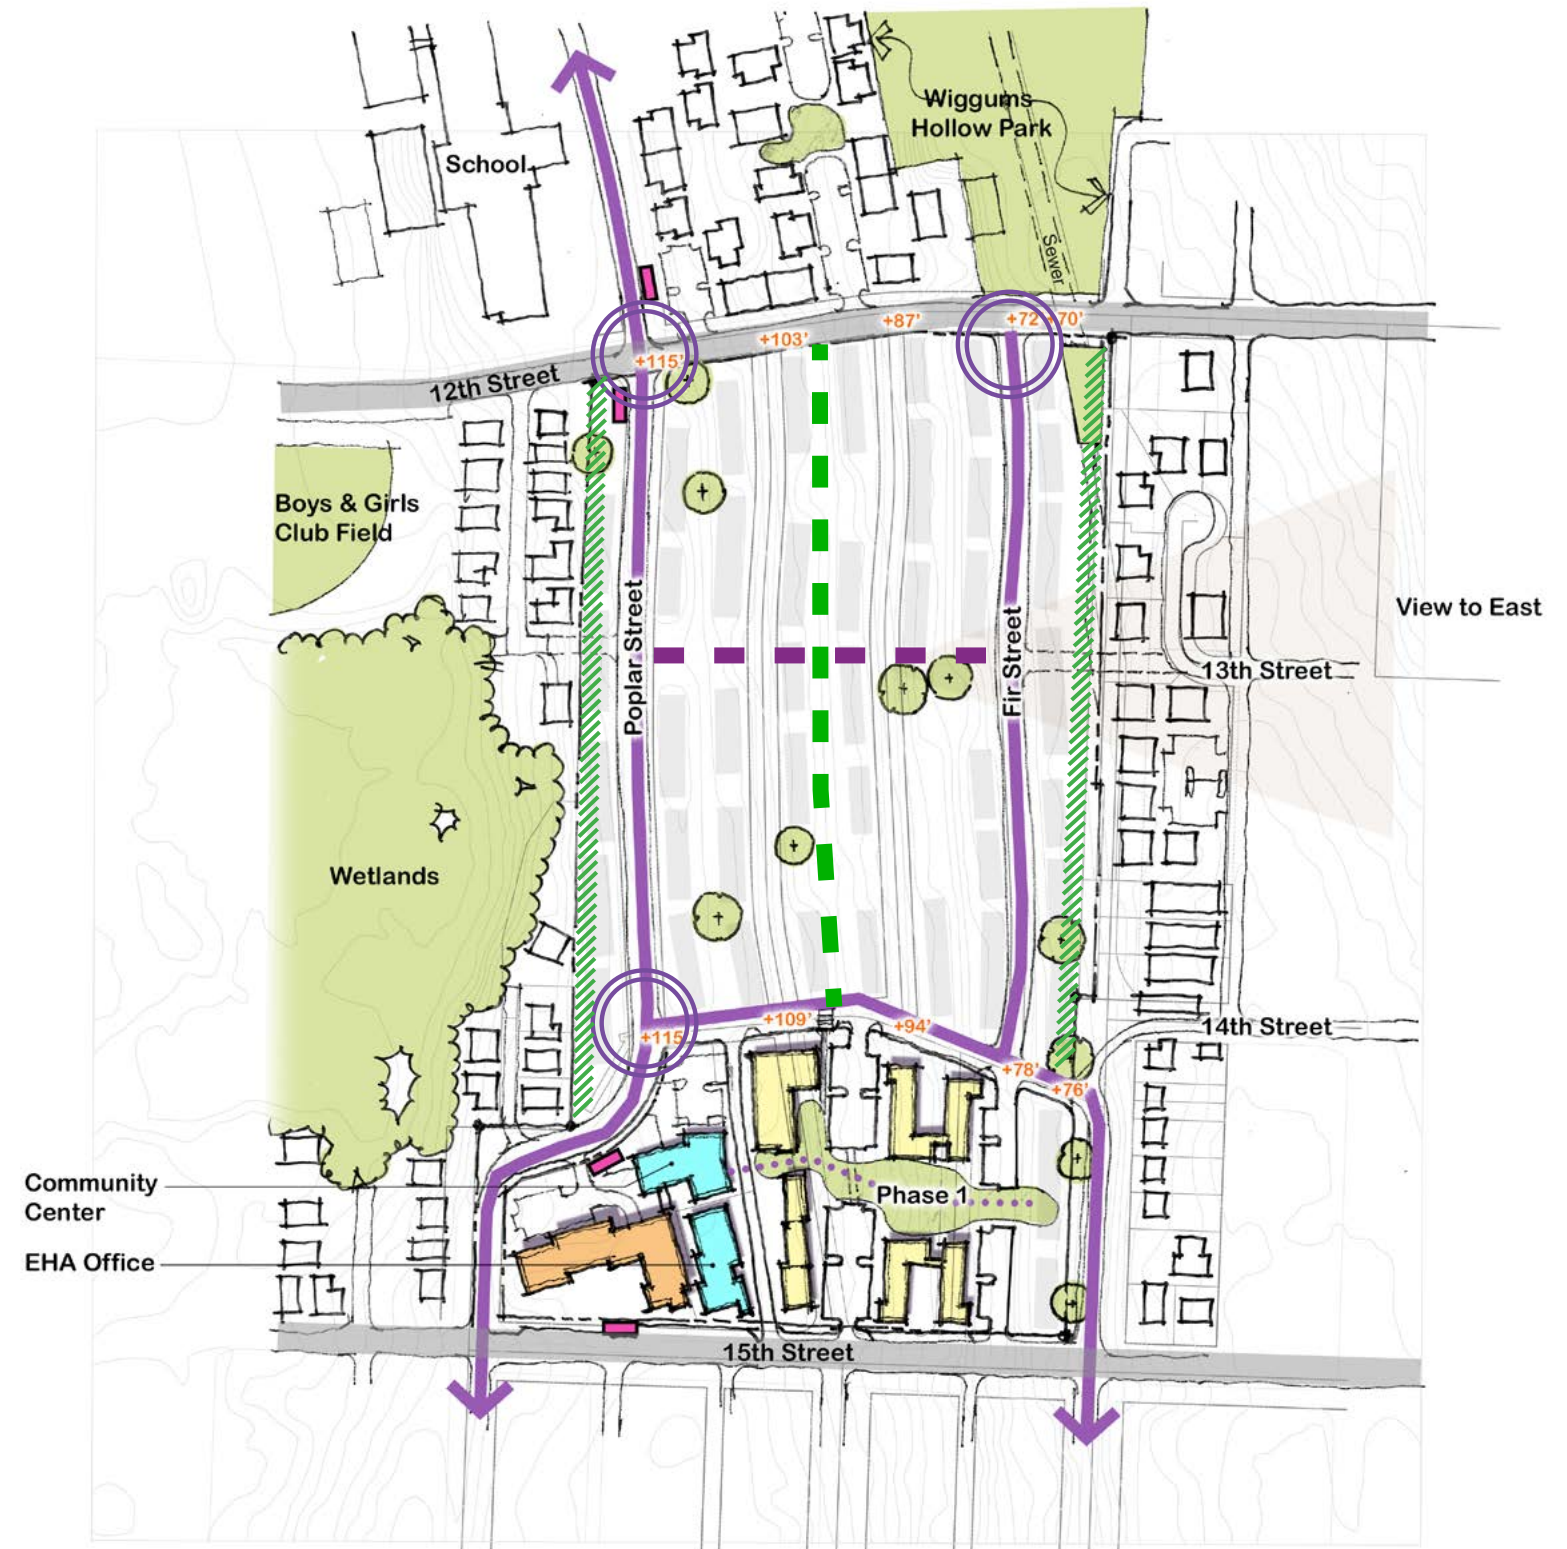 Wiggums
Hollow Park
School
Sewer
+72'
+70'
+87'
+103'
+115'
12th Street
Boys & Girls
Club Field
View to East
Poplar Street
Fir Street
13th Street
Wetlands
+109'
+94'
14th Street
+115
+78'
+76'
Community
Center
Phase 1
EHA Office
15th Street